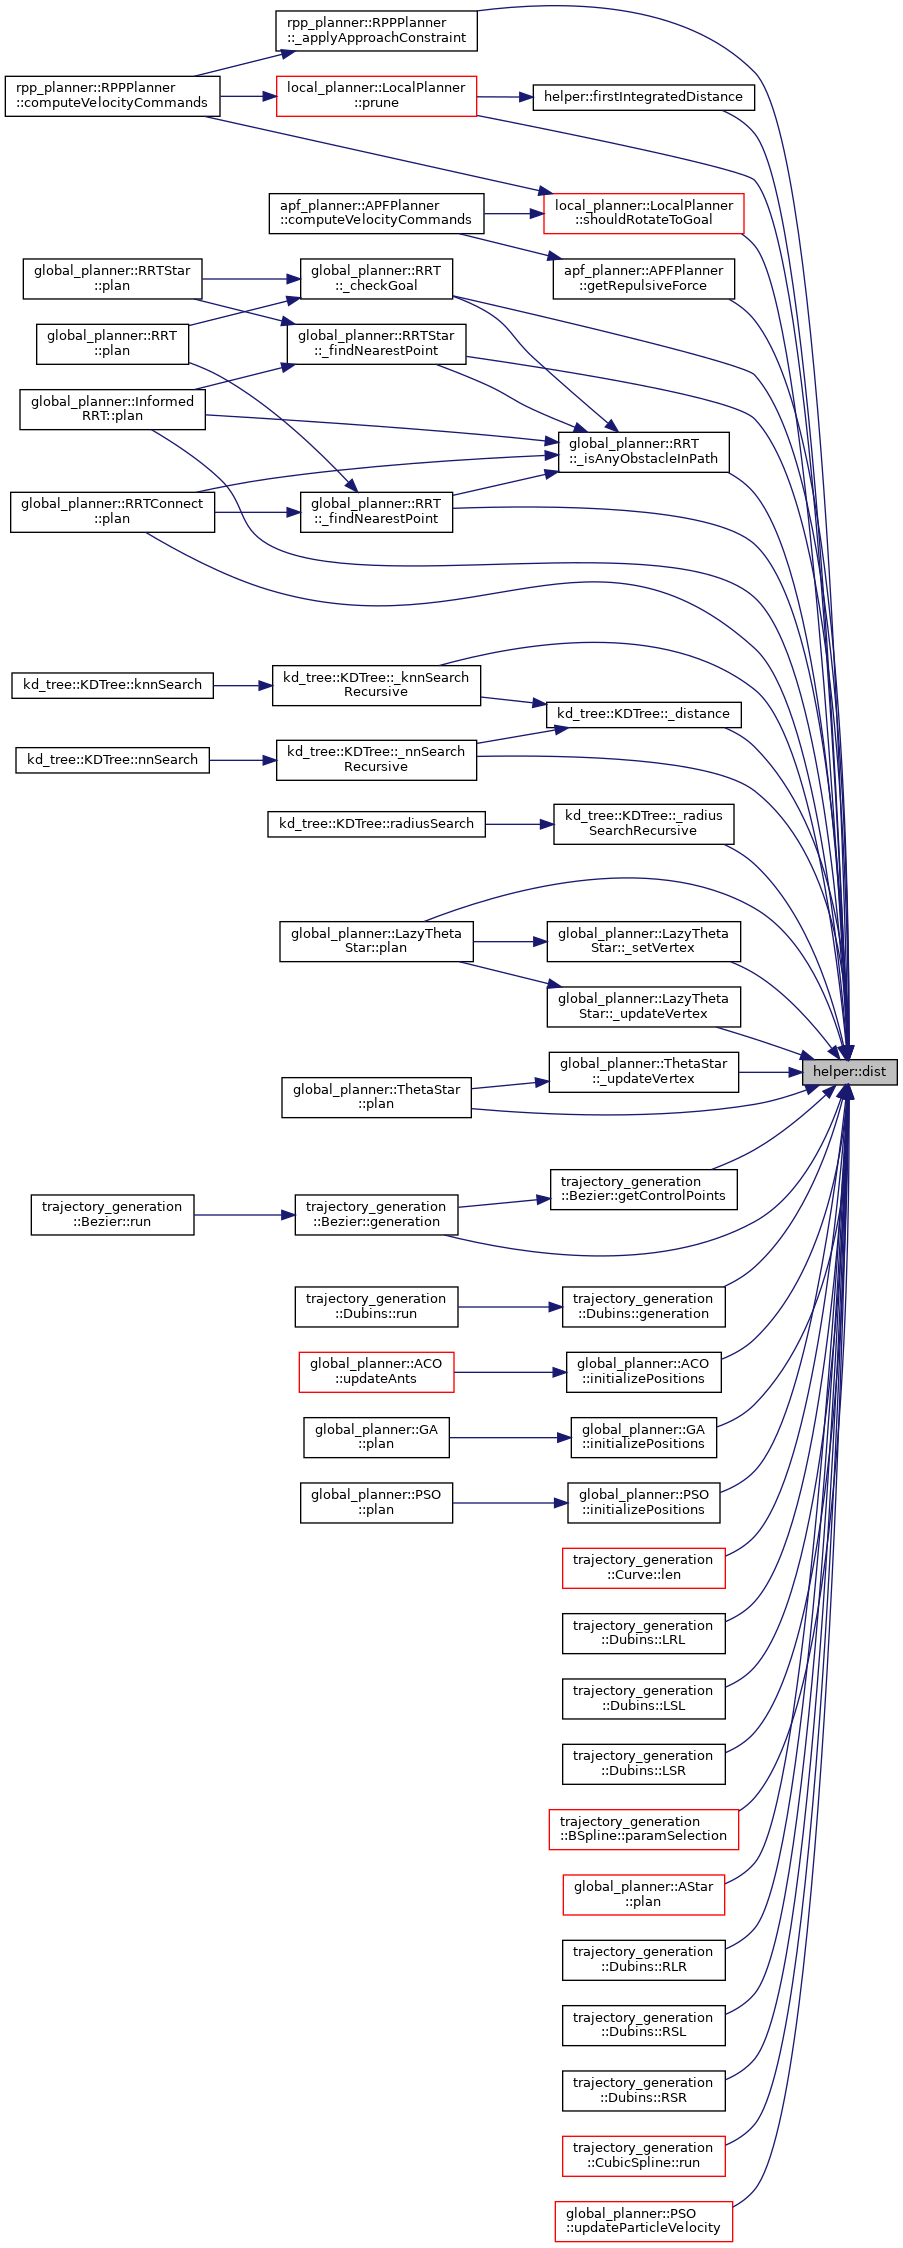 rpp_planner::RPPPlanner
::_applyApproachConstraint
rpp_planner::RPPPlanner
::computeVelocityCommands
local_planner::LocalPlanner
::prune
helper::firstIntegratedDistance
apf_planner::APFPlanner
::computeVelocityCommands
local_planner::LocalPlanner
::shouldRotateToGoal
global_planner::RRTStar
::plan
global_planner::RRT
::_checkGoal
apf_planner::APFPlanner
::getRepulsiveForce
global_planner::RRT
::plan
global_planner::RRTStar
::_findNearestPoint
global_planner::Informed
RRT::plan
global_planner::RRT
::_isAnyObstacleInPath
global_planner::RRTConnect
::plan
global_planner::RRT
::_findNearestPoint
kd_tree::KDTree::knnSearch
kd_tree::KDTree::_knnSearch
Recursive
kd_tree::KDTree::_distance
kd_tree::KDTree::nnSearch
kd_tree::KDTree::_nnSearch
Recursive
kd_tree::KDTree::radiusSearch
kd_tree::KDTree::_radius
SearchRecursive
global_planner::LazyTheta
Star::plan
global_planner::LazyTheta
Star::_setVertex
global_planner::LazyTheta
Star::_updateVertex
helper::dist
global_planner::ThetaStar
::_updateVertex
global_planner::ThetaStar
::plan
trajectory_generation
::Bezier::getControlPoints
trajectory_generation
::Bezier::run
trajectory_generation
::Bezier::generation
trajectory_generation
::Dubins::run
trajectory_generation
::Dubins::generation
global_planner::ACO
::updateAnts
global_planner::ACO
::initializePositions
global_planner::GA
::plan
global_planner::GA
::initializePositions
global_planner::PSO
::plan
global_planner::PSO
::initializePositions
trajectory_generation
::Curve::len
trajectory_generation
::Dubins::LRL
trajectory_generation
::Dubins::LSL
trajectory_generation
::Dubins::LSR
trajectory_generation
::BSpline::paramSelection
global_planner::AStar
::plan
trajectory_generation
::Dubins::RLR
trajectory_generation
::Dubins::RSL
trajectory_generation
::Dubins::RSR
trajectory_generation
::CubicSpline::run
global_planner::PSO
::updateParticleVelocity